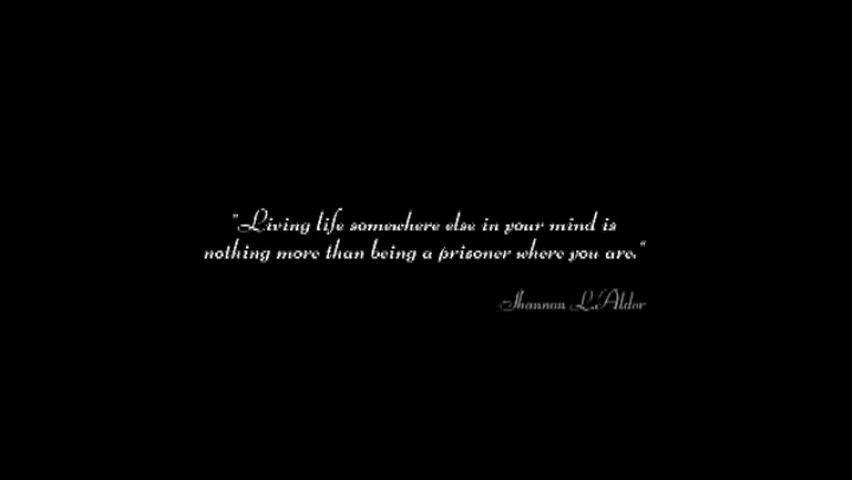 "Living life somewhere else in your mind is
nothing more than being a prisoner where you are."
-Shannon L.Alder